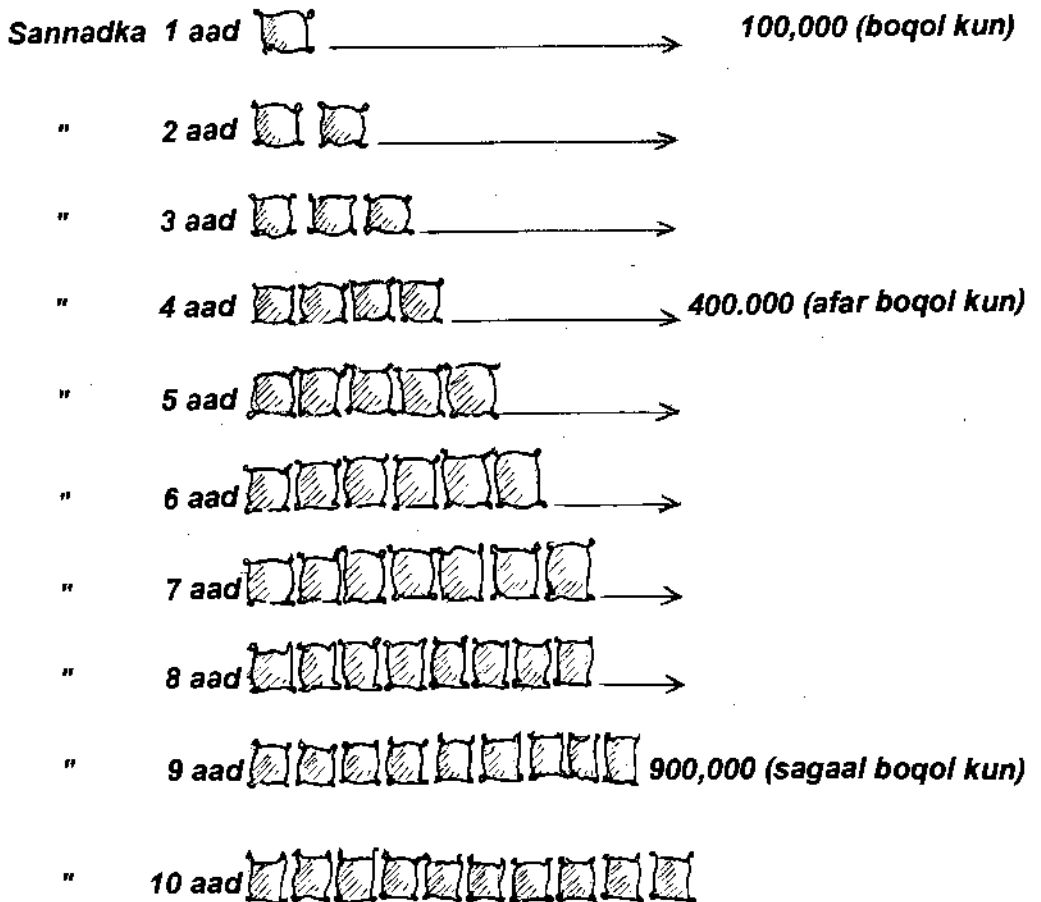 Sannadka 1 aad 100,000 (boqol kun)
" 2 aad
" 3 aad
" 4 aad 400.000 (afar boqol kun)
" 5 aad
" 6 aad
" 7 aad
" 8 aad
" 9 aad 900,000 (sagaal boqol kun)
" 10 aad